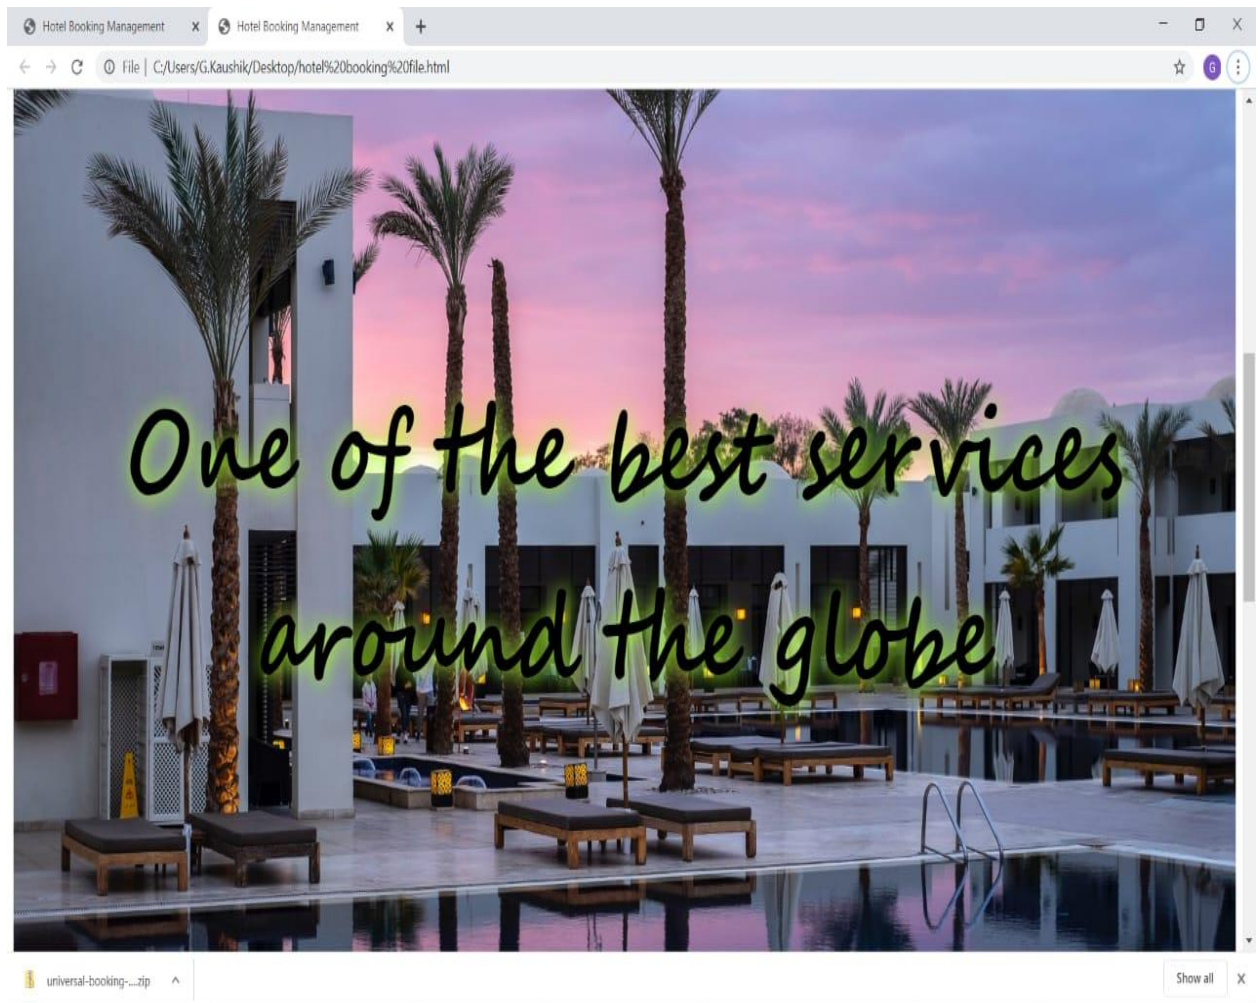 Hotel Booking Management
Hotel Booking Management
File | C:/Users/G.Kaushik/Desktop/hotel%20booking%20file.html
G
One of the best services
around the globe
universal-booking-....zip
Show all